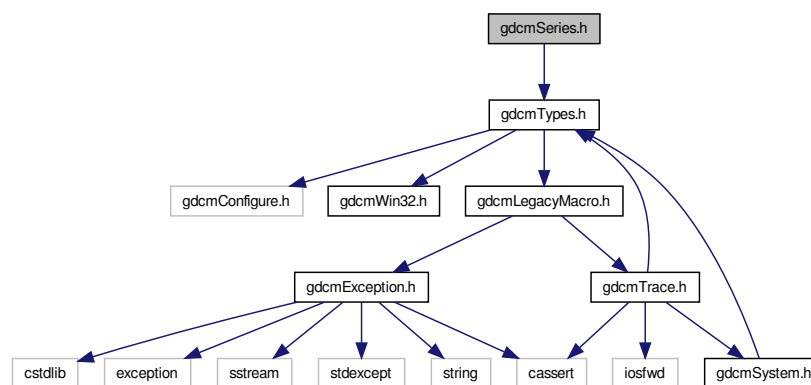 gdcmSeries.h
gdcmTypes.h
gdcmConfigure.h
gdcmWin32.h
gdcmLegacyMacro.h
gdcmException.h
gdcmTrace.h
cstdlib
exception
sstream
stdexcept
string
cassert
iosfwd
gdcmSystem.h